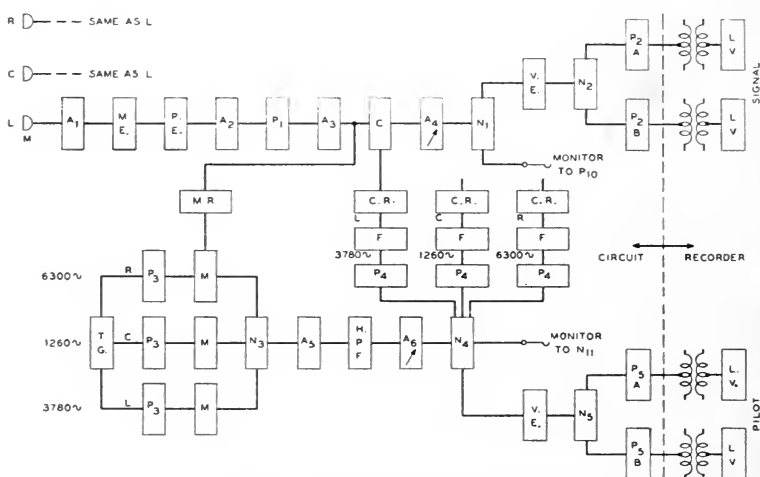 R --- SAME AS L
C --- SAME AS L
L
M
A1
M E.
P. E.
A2
P1
A3
C
A4
N1
V. E.
N2
P2 A
P2 B
L V
L V
SIGNAL
MONITOR TO P10
M R
C.R.
C.R.
C.R.
L
C
R
F
F
F
3780~
1260~
6300~
P4
P4
P4
CIRCUIT
RECORDER
6300~
R
P3
M
1260~
T G.
C
P3
M
N3
A5
H. P F
A6
N4
MONITOR TO N11
3780~
L
P3
M
V. E.
N5
P5 A
P5 B
L. V.
L V
PILOT